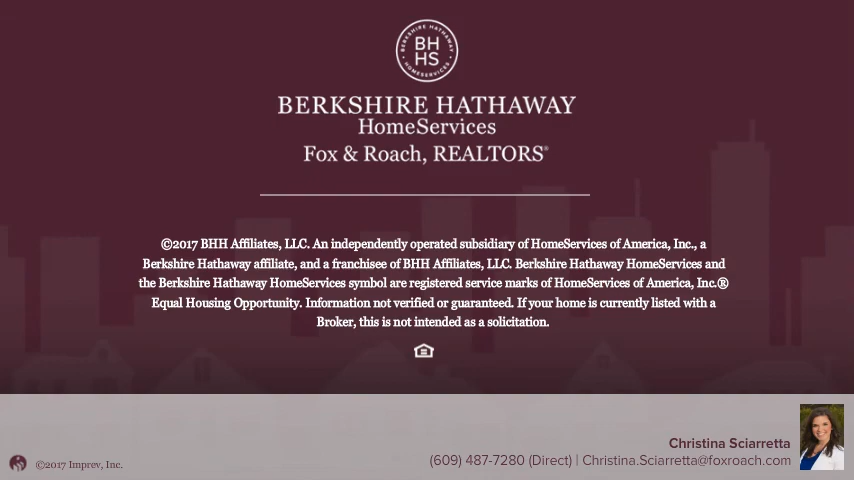 BERKSHIRE HATHAWAY
BH
HS
HOMESERVICES
BERKSHIRE HATHAWAY
HomeServices
Fox & Roach, REALTORS®
©2017 BHH Affiliates, LLC. An independently operated subsidiary of HomeServices of America, Inc., a
Berkshire Hathaway affiliate, and a franchisee of BHH Affiliates, LLC. Berkshire Hathaway HomeServices and
the Berkshire Hathaway HomeServices symbol are registered service marks of HomeServices of America, Inc.®
Equal Housing Opportunity. Information not verified or guaranteed. If your home is currently listed with a
Broker, this is not intended as a solicitation.
Christina Sciarretta
(609) 487-7280 (Direct) | Christina.Sciarretta@foxroach.com
©2017 Imprev, Inc.